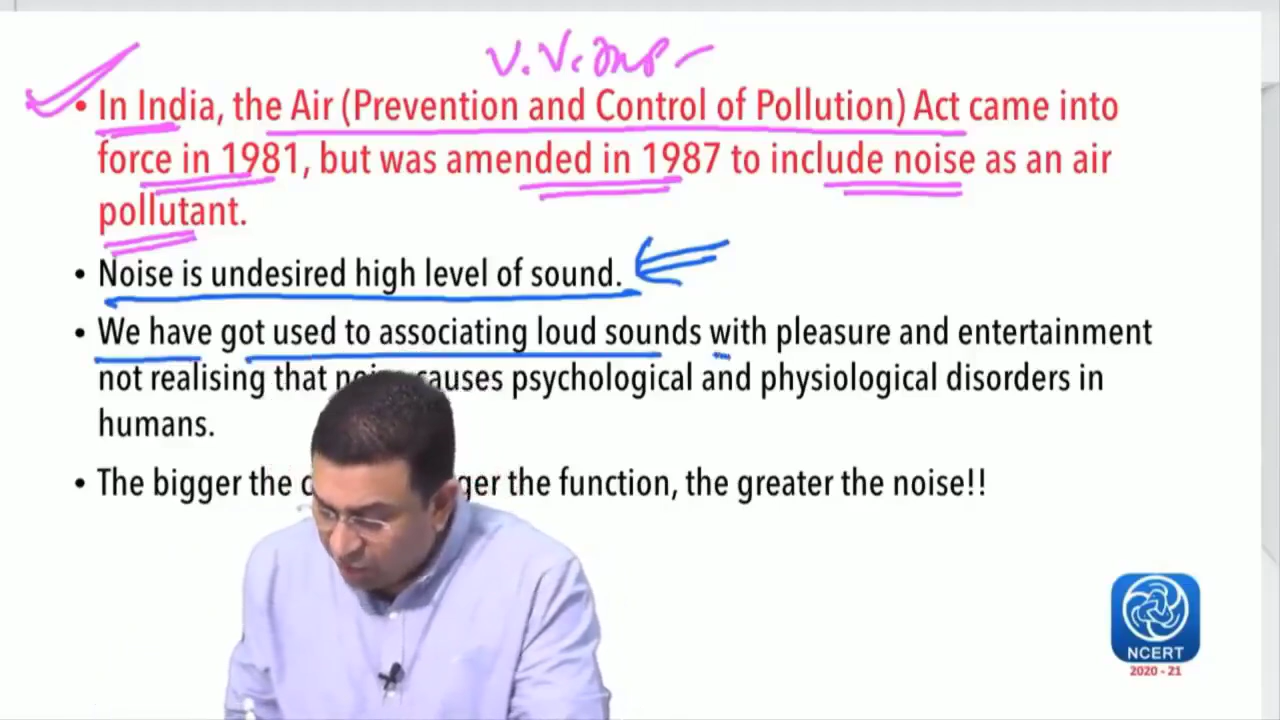 V.V. Imp
• In India, the Air (Prevention and Control of Pollution) Act came into
force in 1981, but was amended in 1987 to include noise as an air
pollutant.
• Noise is undesired high level of sound.
• We have got used to associating loud sounds with pleasure and entertainment
not realising that causes psychological and physiological disorders in
humans.
• The bigger the the function, the greater the noise!!
NCERT
2020 - 21